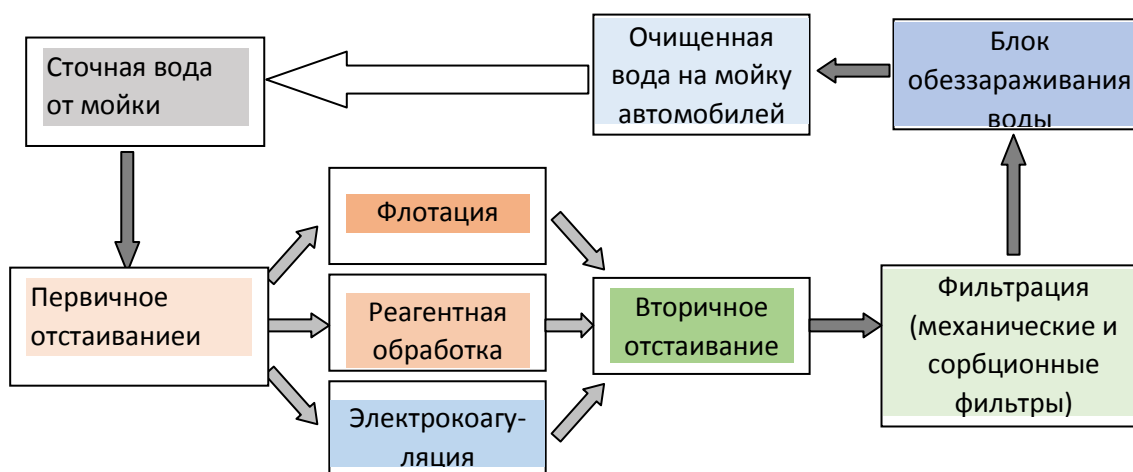 Сточная вода
от мойки
Очищенная
вода на мойку
автомобилей
Блок
обеззараживания
воды
Флотация
Первичное
отстаиваниеи
Реагентная
обработка
Вторичное
отстаивание
Фильтрация
(механические и
сорбционные
фильтры)
Электрокоагу-
ляция